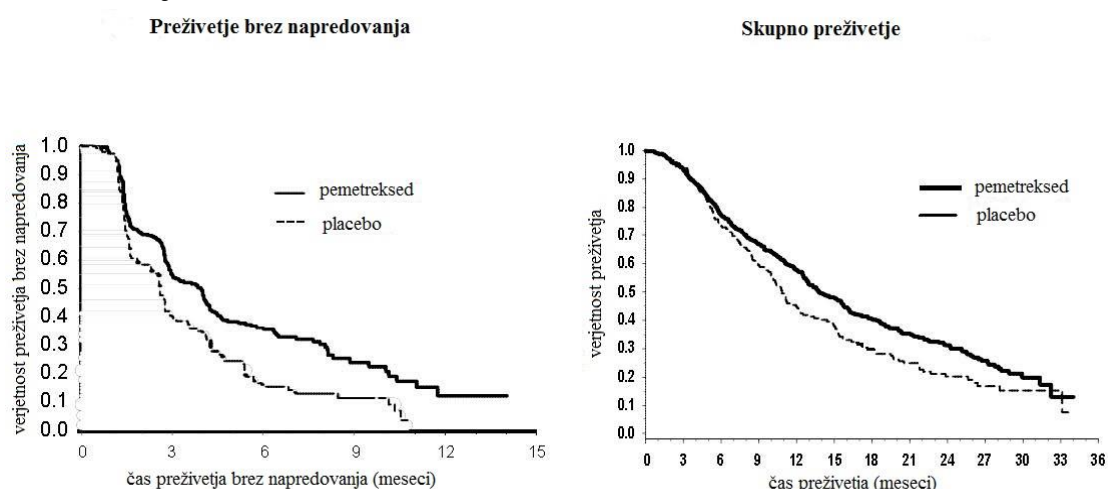 Preživetje brez napredovanja
verjetnost preživetja brez napredovanja
1.0
0.9
0.8
0.7
0.6
0.5
0.4
0.3
0.2
0.1
0.0
pemetreksed
placebo
0 3 6 9 12 15
čas preživetja brez napredovanja (meseci)
Skupno preživetje
verjetnost preživetja
1.0
0.9
0.8
0.7
0.6
0.5
0.4
0.3
0.2
0.1
0.0
pemetreksed
placebo
0 3 6 9 12 15 18 21 24 27 30 33 36
čas preživetja (meseci)